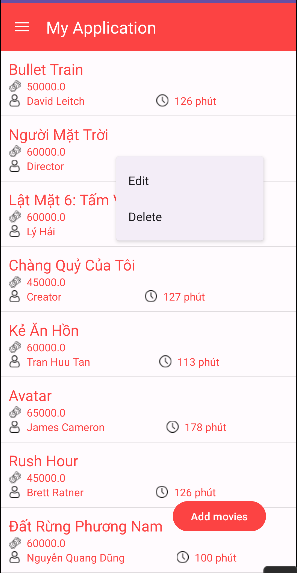 My Application
Bullet Train
50000.0
David Leitch 126 phút
Người Mặt Trời
60000.0
Director
Edit
Delete
Lật Mặt 6: Tấm
60000.0
Lý Hải
Chàng Quỷ Của Tôi
45000.0
Creator 127 phút
Kẻ Ăn Hồn
60000.0
Tran Huu Tan 113 phút
Avatar
65000.0
James Cameron 178 phút
Rush Hour
45000.0
Brett Ratner 126 phút
Add movies
Đất Rừng Phương Nam
60000.0
Nguyễn Quang Dũng 100 phút